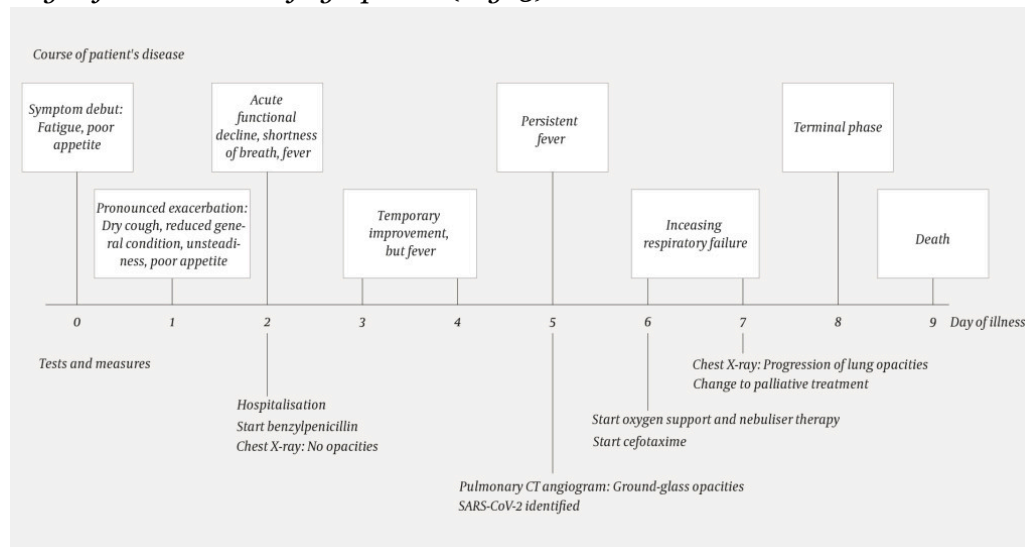 Course of patient's disease
Symptom debut:
Fatigue, poor
appetite
Acute
functional
decline, shortness
of breath, fever
Persistent
fever
Terminal phase
Pronounced exacerbation:
Dry cough, reduced gene-
ral condition, unsteadi-
ness, poor appetite
Temporary
improvement,
but fever
Inceasing
respiratory failure
Death
0 1 2 3 4 5 6 7 8 9 Day of illness
Tests and measures
Chest X-ray: Progression of lung opacities
Change to palliative treatment
Hospitalisation
Start benzylpenicillin
Chest X-ray: No opacities
Start oxygen support and nebuliser therapy
Start cefotaxime
Pulmonary CT angiogram: Ground-glass opacities
SARS-CoV-2 identified